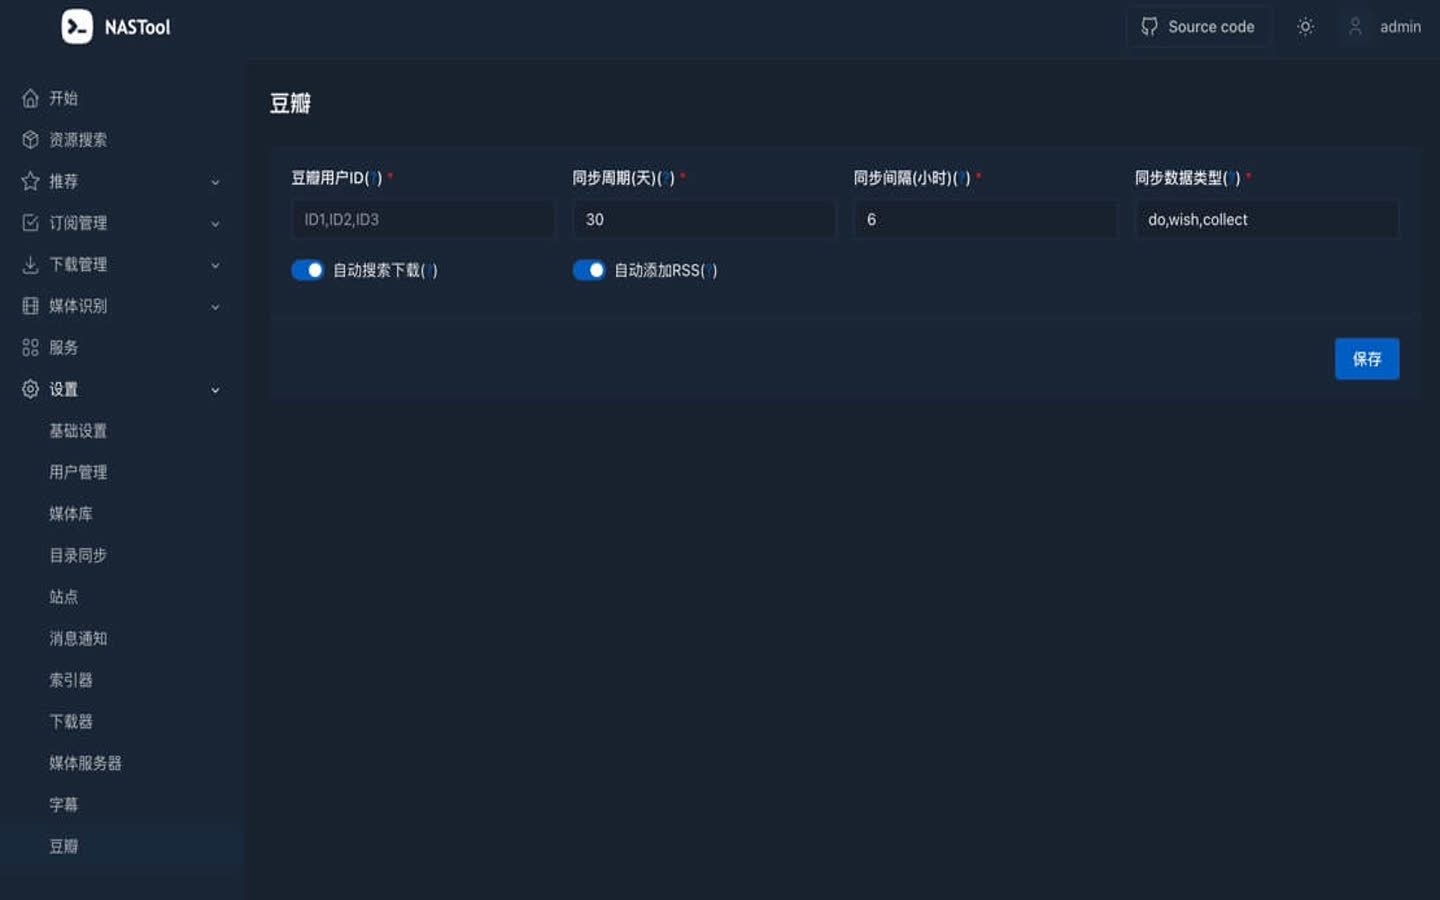 NASTool
Source code
admin
开始
资源搜索
推荐
订阅管理
下载管理
媒体识别
服务
设置
基础设置
用户管理
媒体库
目录同步
站点
消息通知
索引器
下载器
媒体服务器
字幕
豆瓣
豆瓣
豆瓣用户ID(?) *
同步周期(天)(?) *
同步间隔(小时)(?) *
同步数据类型(?) *
ID1,ID2,ID3
30
6
do,wish,collect
自动搜索下载(?)
自动添加RSS(?)
保存